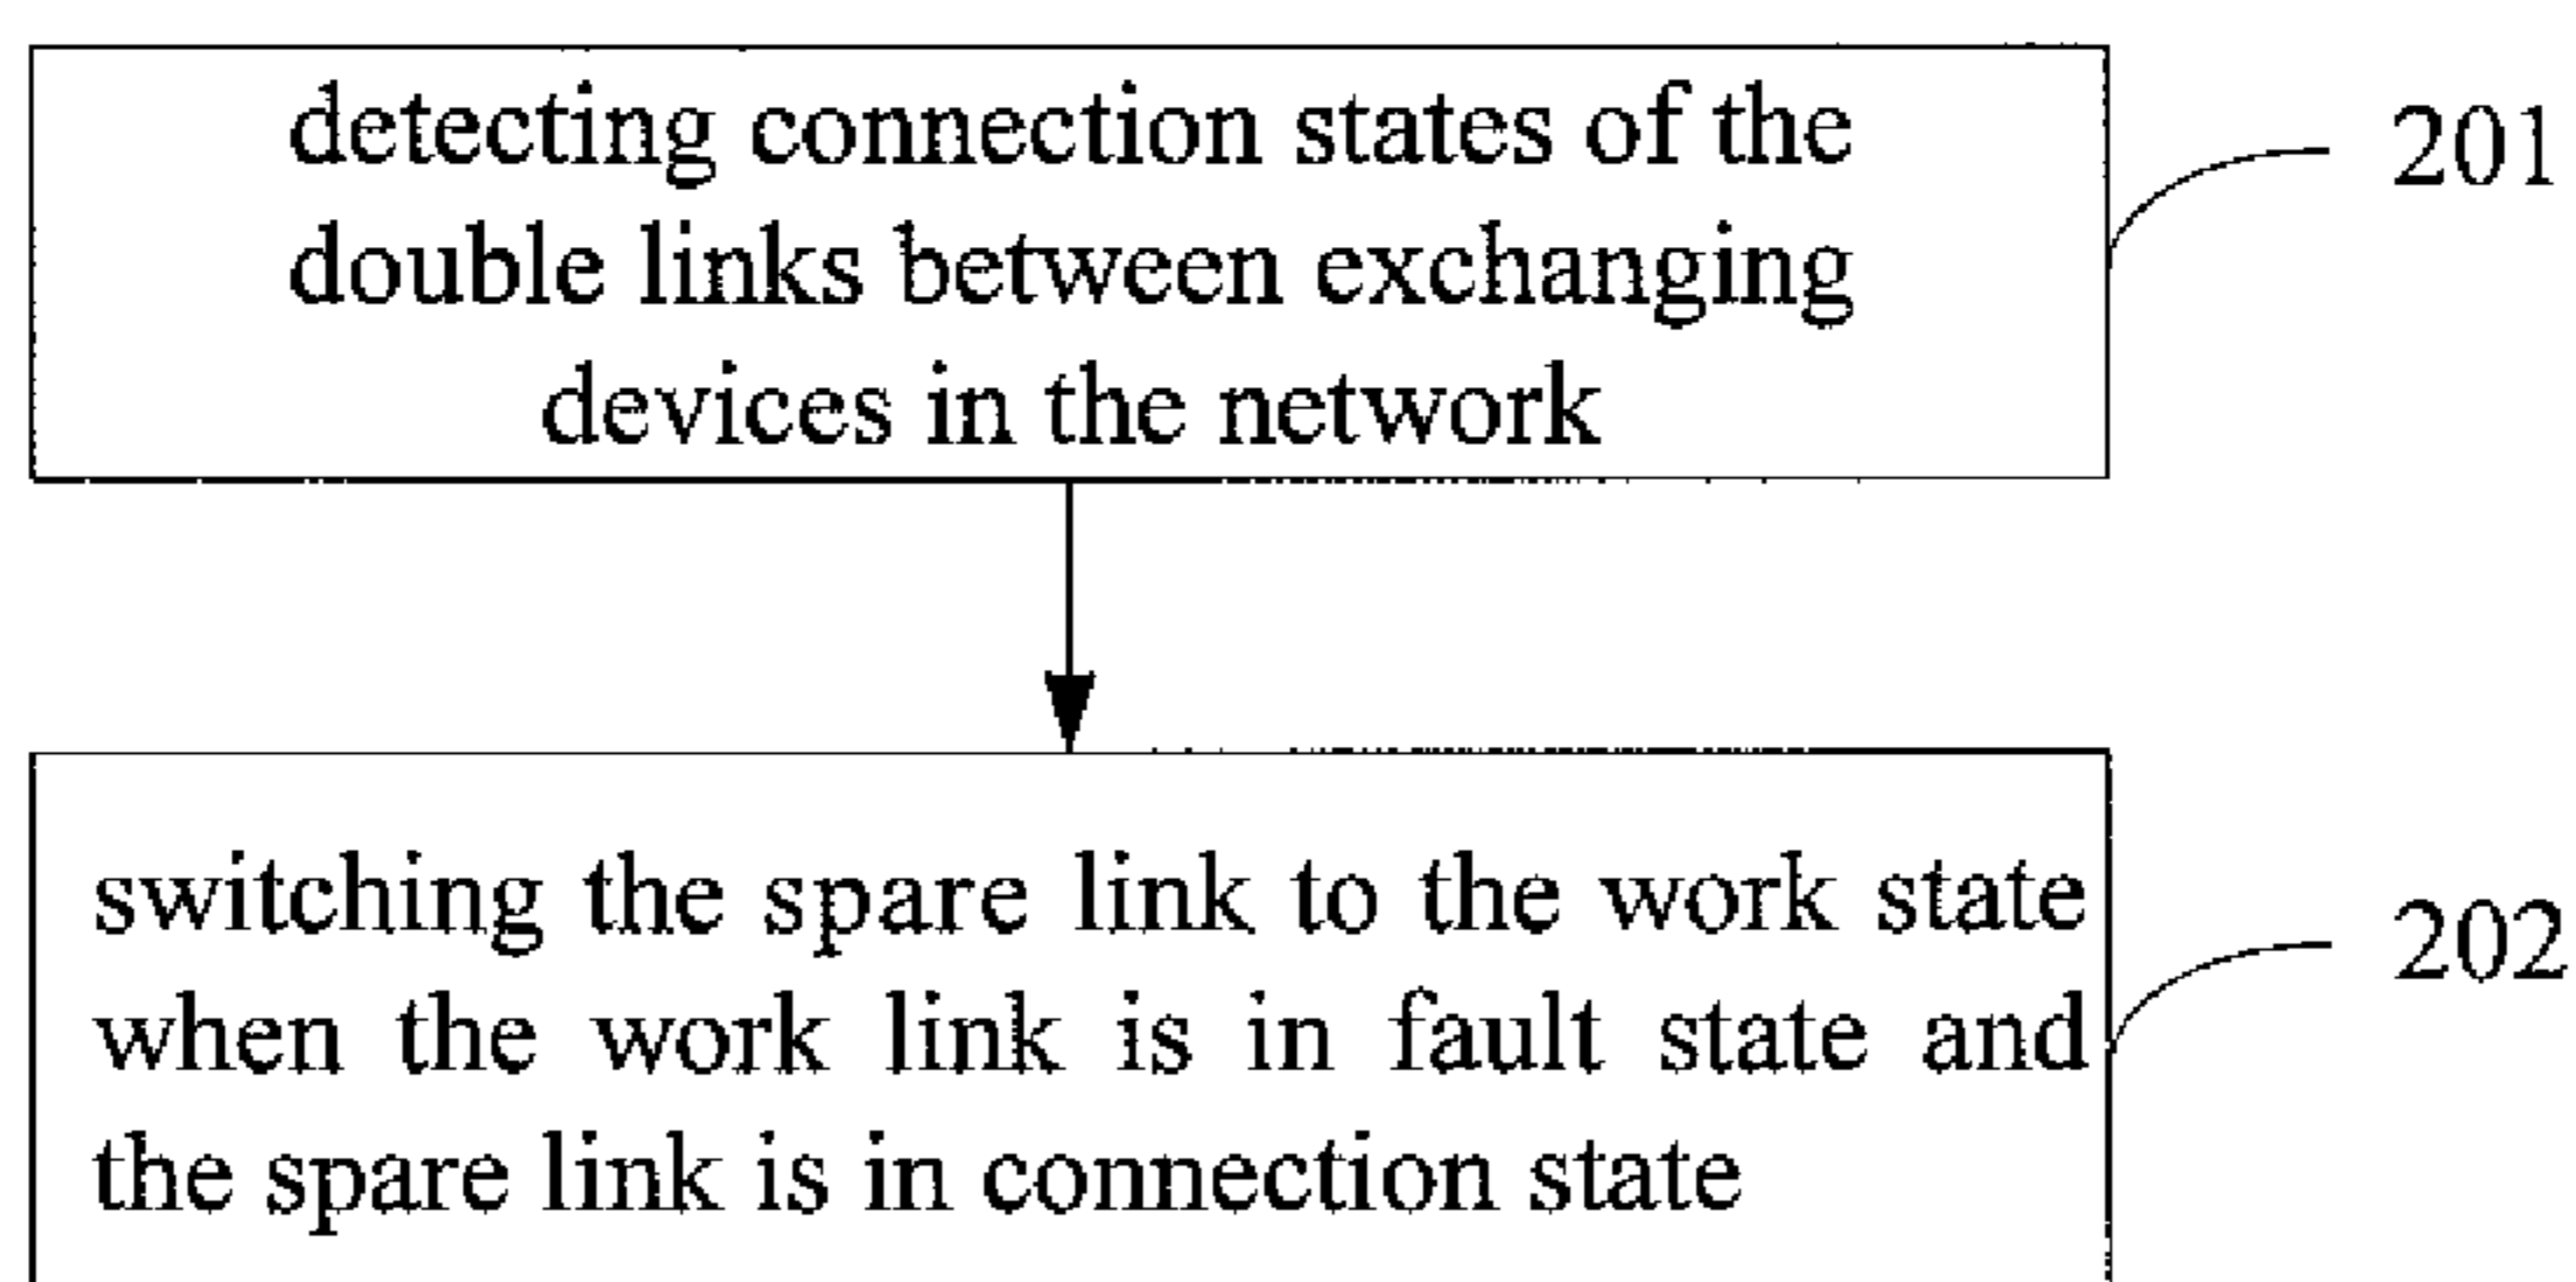 detecting connection states of the
double links between exchanging
devices in the network
201
switching the spare link to the work state
when the work link is in fault state and
the spare link is in connection state
202